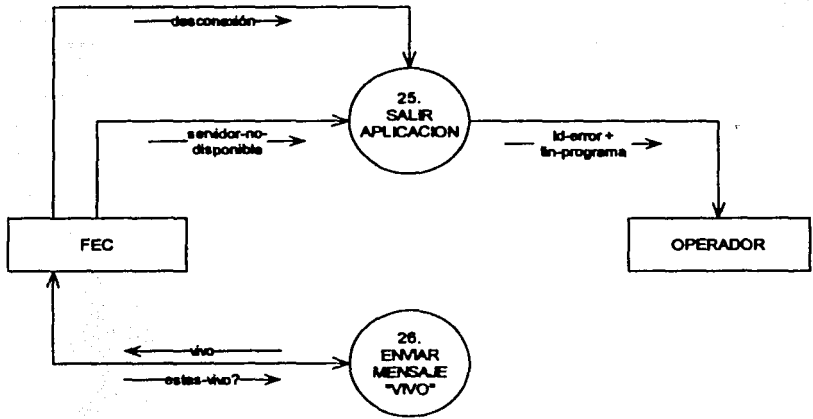 desconexión
25.
SALIR
APLICACION
servidor-no-
disponible
id-error +
fin-programa
FEC
OPERADOR
vivo
estas-vivo?
26.
ENVIAR
MENSAJE
"VIVO"